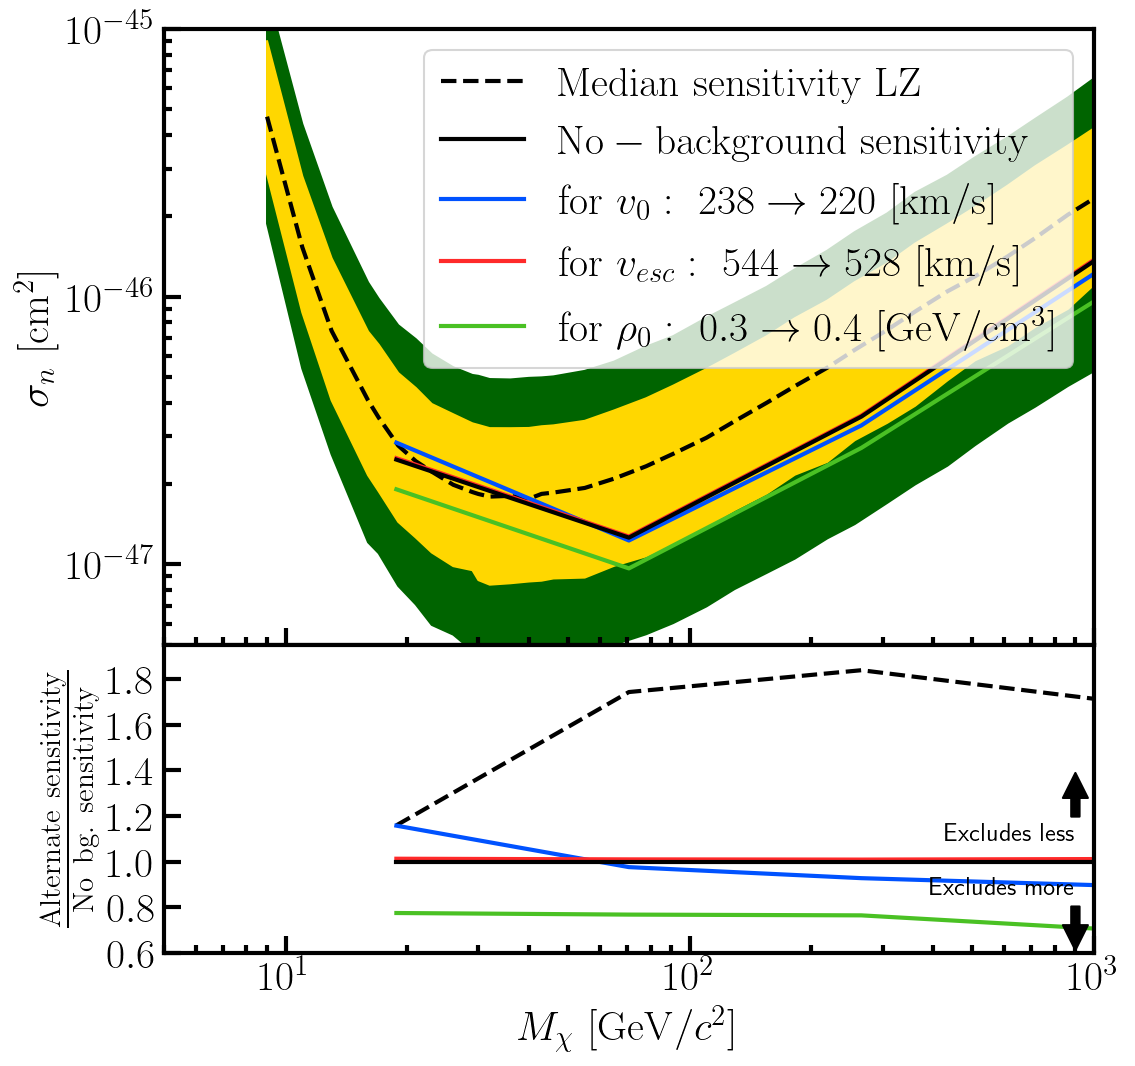 10⁻⁴⁵
10⁻⁴⁶
10⁻⁴⁷
σₙ [cm²]
Median sensitivity LZ
No − background sensitivity
for v₀ : 238 → 220 [km/s]
for v_esc : 544 → 528 [km/s]
for ρ₀ : 0.3 → 0.4 [GeV/cm³]
1.8
1.6
1.4
1.2
1.0
0.8
0.6
Alternate sensitivity
No bg. sensitivity
Excludes less
Excludes more
10¹ 10² 10³
M_χ [GeV/c²]